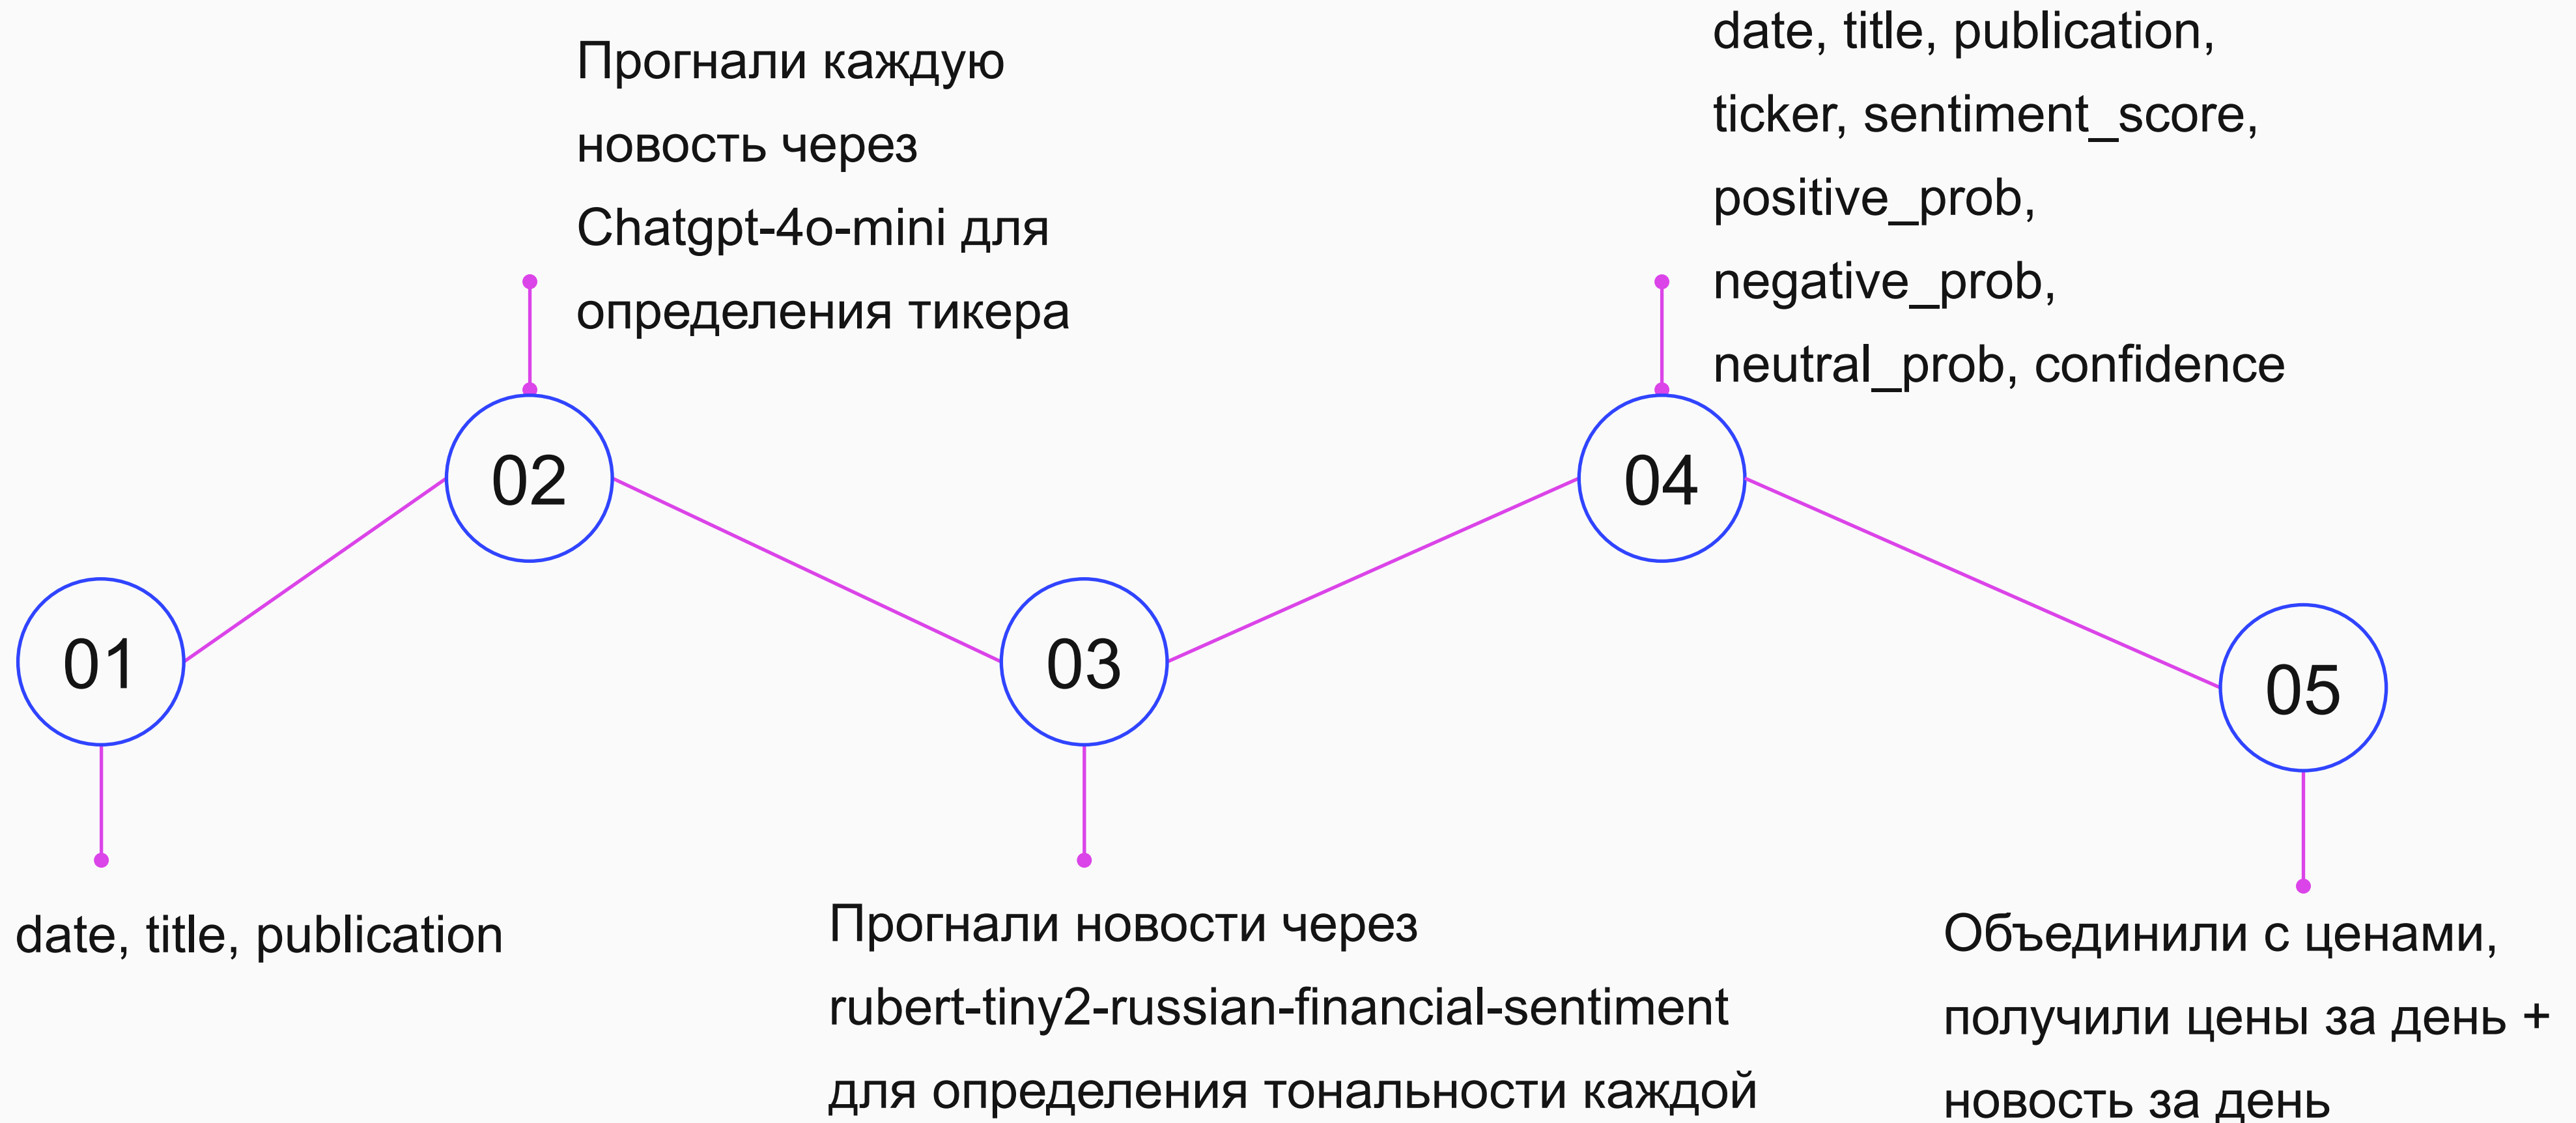 01
date, title, publication
02
Прогнали каждую
новость через
Chatgpt-4o-mini для
определения тикера
03
Прогнали новости через
rubert-tiny2-russian-financial-sentiment
для определения тональности каждой
04
date, title, publication,
ticker, sentiment_score,
positive_prob,
negative_prob,
neutral_prob, confidence
05
Объединили с ценами,
получили цены за день +
новость за день